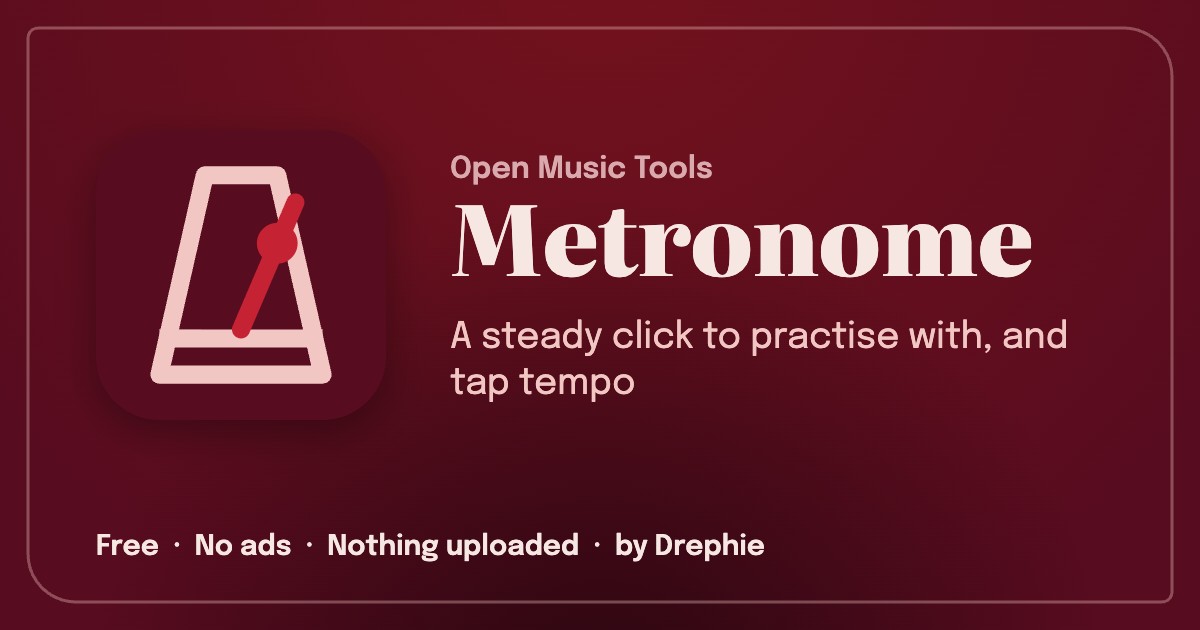 Open Music Tools
Metronome
A steady click to practise with, and
tap tempo
Free · No ads · Nothing uploaded · by Drephie